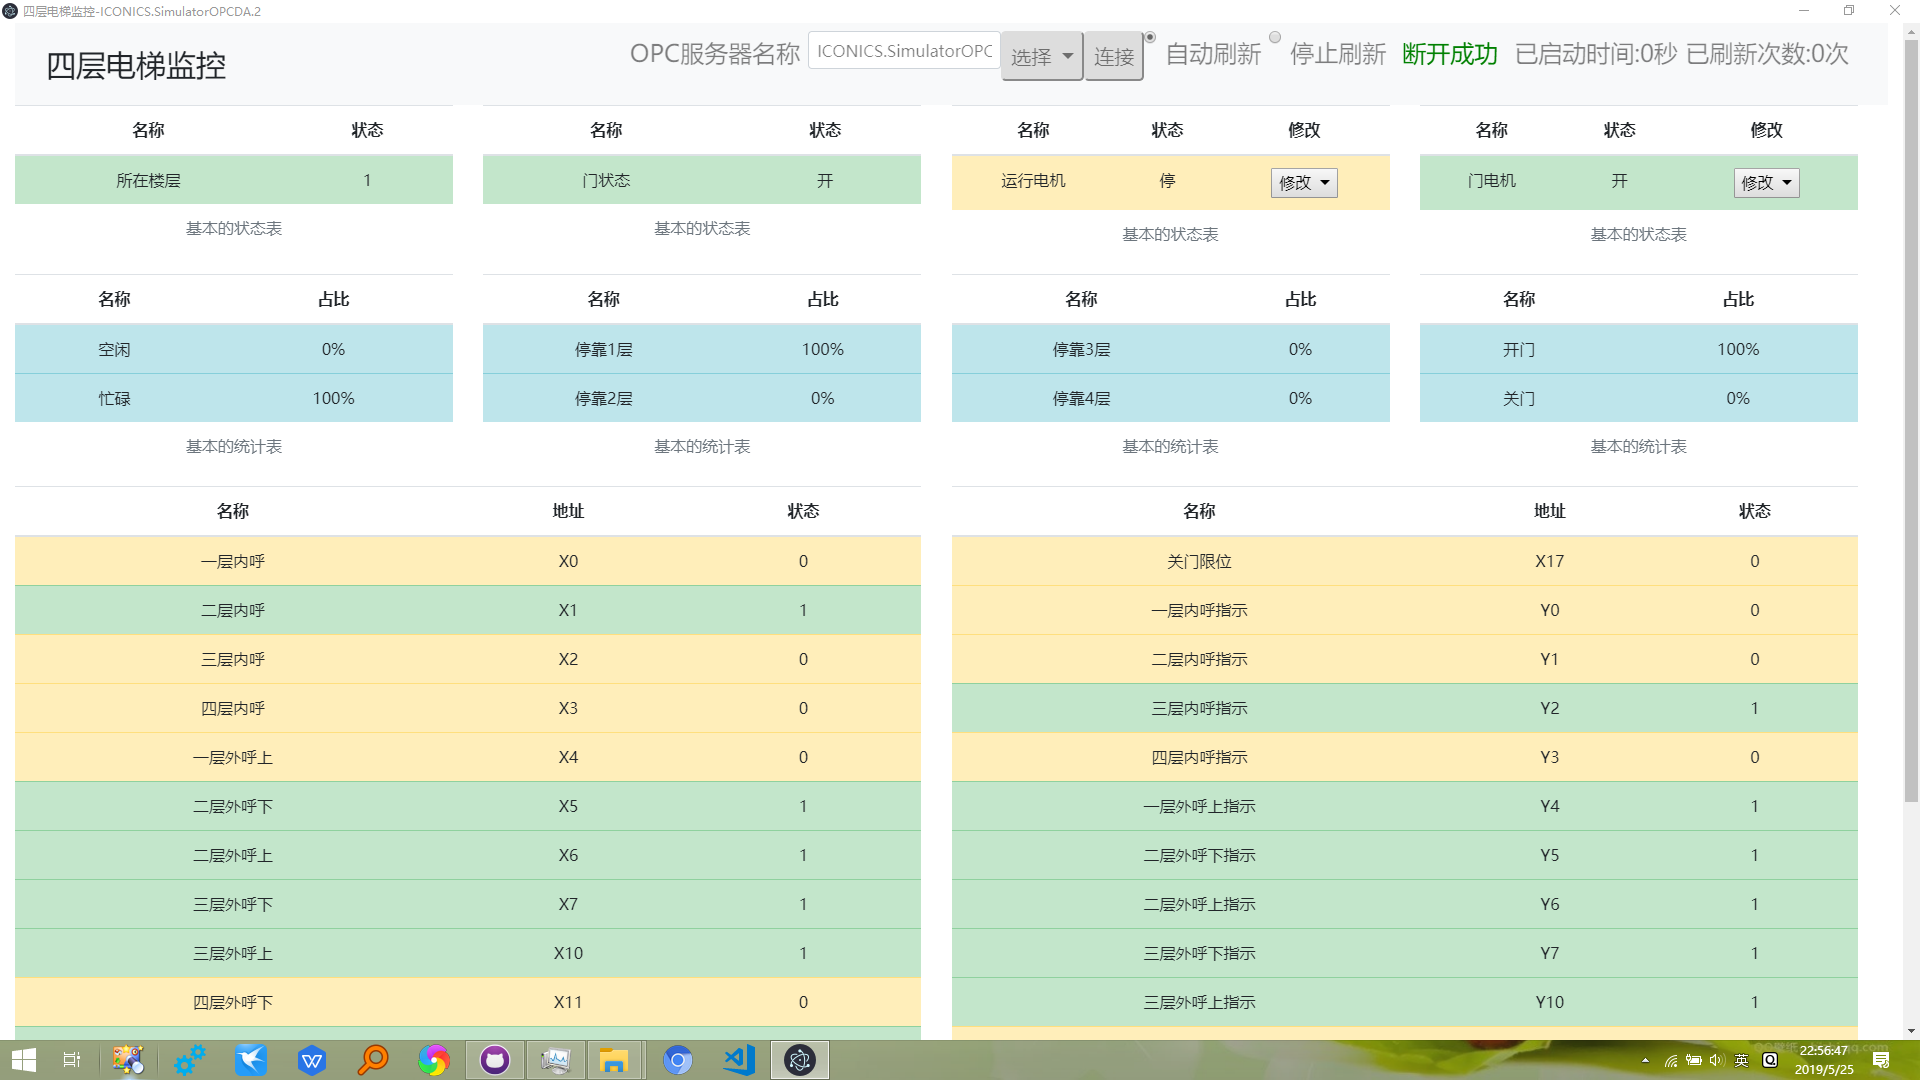 四层电梯监控-ICONICS.SimulatorOPCDA.2
四层电梯监控
OPC服务器名称 ICONICS.SimulatorOPC 选择 连接 自动刷新 停止刷新 断开成功 已启动时间:0秒 已刷新次数:0次
名称 状态 名称 状态 名称 状态 修改 名称 状态 修改
所在楼层 1 门状态 开 运行电机 停 修改 门电机 开 修改
基本的状态表 基本的状态表 基本的状态表 基本的状态表
名称 占比 名称 占比 名称 占比 名称 占比
空闲 0% 停靠1层 100% 停靠3层 0% 开门 100%
忙碌 100% 停靠2层 0% 停靠4层 0% 关门 0%
基本的统计表 基本的统计表 基本的统计表 基本的统计表
名称 地址 状态 名称 地址 状态
一层内呼 X0 0 关门限位 X17 0
二层内呼 X1 1 一层内呼指示 Y0 0
三层内呼 X2 0 二层内呼指示 Y1 0
四层内呼 X3 0 三层内呼指示 Y2 1
一层外呼上 X4 0 四层内呼指示 Y3 0
二层外呼下 X5 1 一层外呼上指示 Y4 1
二层外呼上 X6 1 二层外呼下指示 Y5 1
三层外呼下 X7 1 二层外呼上指示 Y6 1
三层外呼上 X10 1 三层外呼下指示 Y7 1
四层外呼下 X11 0 三层外呼上指示 Y10 1
英 22:56:47
2019/5/25